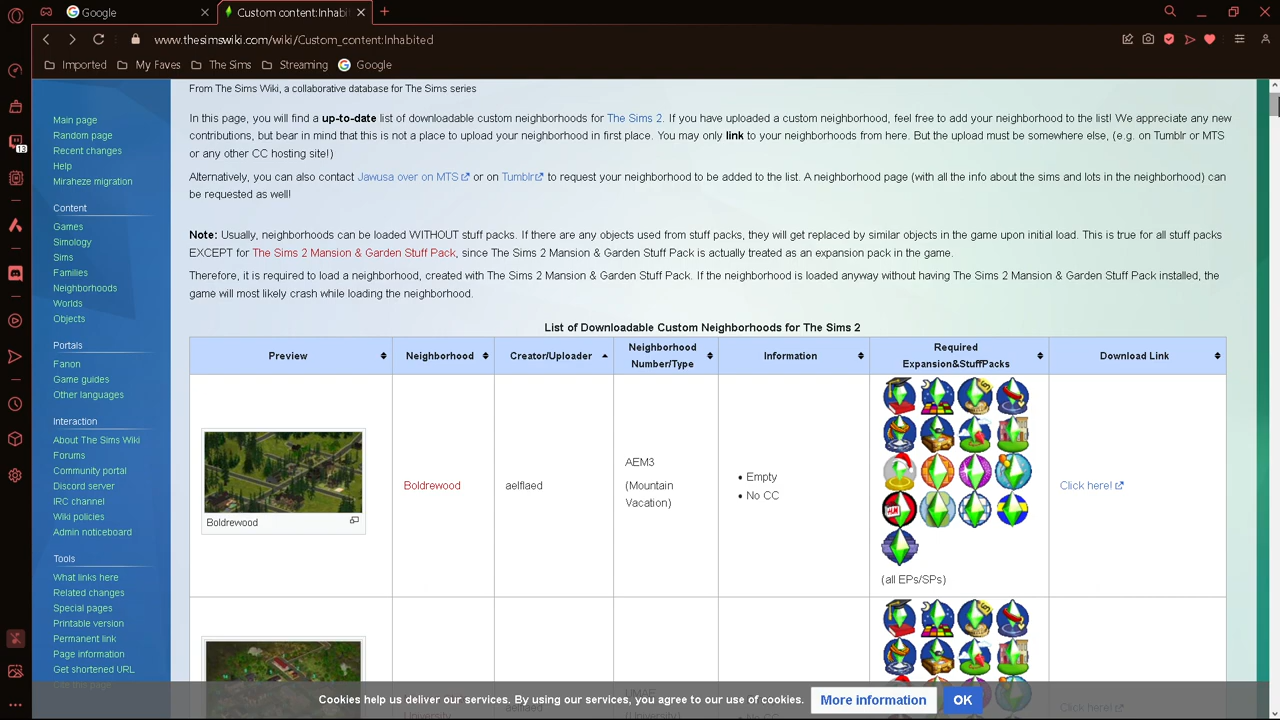 Google
Custom content:Inhabi
www.thesimswiki.com/wiki/Custom_content:Inhabited
Imported
My Faves
The Sims
Streaming
Google
13
From The Sims Wiki, a collaborative database for The Sims series
In this page, you will find a up-to-date list of downloadable custom neighborhoods for The Sims 2. If you have uploaded a custom neighborhood, feel free to add your neighborhood to the list! We appreciate any new
contributions, but bear in mind that this is not a place to upload your neighborhood in first place. You may only link to your neighborhoods from here. But the upload must be somewhere else, (e.g. on Tumblr or MTS
or any other CC hosting site!)
Alternatively, you can also contact Jawusa over on MTS or on Tumblr to request your neighborhood to be added to the list. A neighborhood page (with all the info about the sims and lots in the neighborhood) can
be requested as well!
Note: Usually, neighborhoods can be loaded WITHOUT stuff packs. If there are any objects used from stuff packs, they will get replaced by similar objects in the game upon initial load. This is true for all stuff packs
EXCEPT for The Sims 2 Mansion & Garden Stuff Pack, since The Sims 2 Mansion & Garden Stuff Pack is actually treated as an expansion pack in the game.
Therefore, it is required to load a neighborhood, created with The Sims 2 Mansion & Garden Stuff Pack. If the neighborhood is loaded anyway without having The Sims 2 Mansion & Garden Stuff Pack installed, the
game will most likely crash while loading the neighborhood.
Main page
Random page
Recent changes
Help
Miraheze migration
Content
Games
Simology
Sims
Families
Neighborhoods
Worlds
Objects
Portals
Fanon
Game guides
Other languages
Interaction
About The Sims Wiki
Forums
Community portal
Discord server
IRC channel
Wiki policies
Admin noticeboard
Tools
What links here
Related changes
Special pages
Printable version
Permanent link
Page information
Get shortened URL
Cite this page
List of Downloadable Custom Neighborhoods for The Sims 2
Preview
Neighborhood
Creator/Uploader
Neighborhood
Number/Type
Information
Required
Expansion&StuffPacks
Download Link
Boldrewood
Boldrewood
aelflaed
AEM3
(Mountain
Vacation)
Empty
No CC
(all EPs/SPs)
Click here!
University
aelflaed
(University)
No CC
Click here!
Cookies help us deliver our services. By using our services, you agree to our use of cookies.
More information
OK